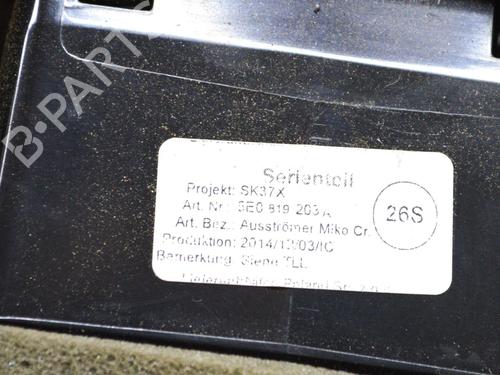 B-PARTS
Serienteil
Projekt: SK37X
Art. Nr.: 5E0 819 203 A
26S
Art. Bez.: Ausströmer Miko Cr.
Produktion: 2014/12/03/IC
Bemerkung: Siehe TLL